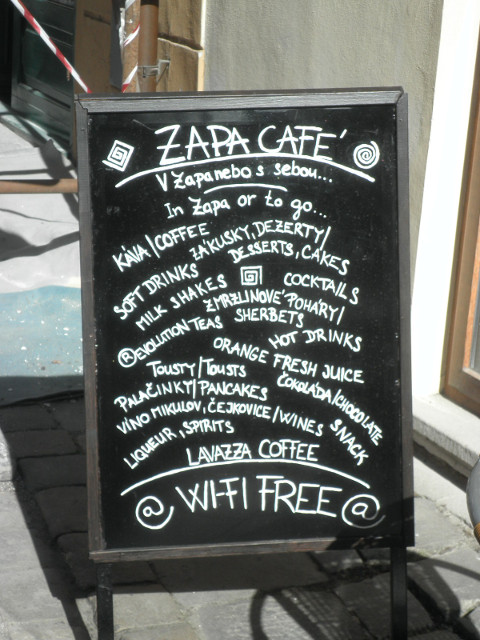 ZAPA CAFE´
V Zapa nebo s sebou...
In Zapa or to go...
KÁVA/COFFEE
ZÁKUSKY, DEZERTY/
DESSERTS, CAKES
SOFT DRINKS
COCKTAILS
MILK SHAKES
ZMRZLINOVÉ POHÁRY/
SHERBETS
@EVOLUTION TEAS
HOT DRINKS
ORANGE FRESH JUICE
TOUSTY/TOUSTS
ČOKOLÁDA/CHOCOLATE
PALAČINKY/PANCAKES
VÍNO MIKULOV, ČEJKOVICE/WINES
SNACK
LIQUEUR, SPIRITS
LAVAZZA COFFEE
@ WI-FI FREE @